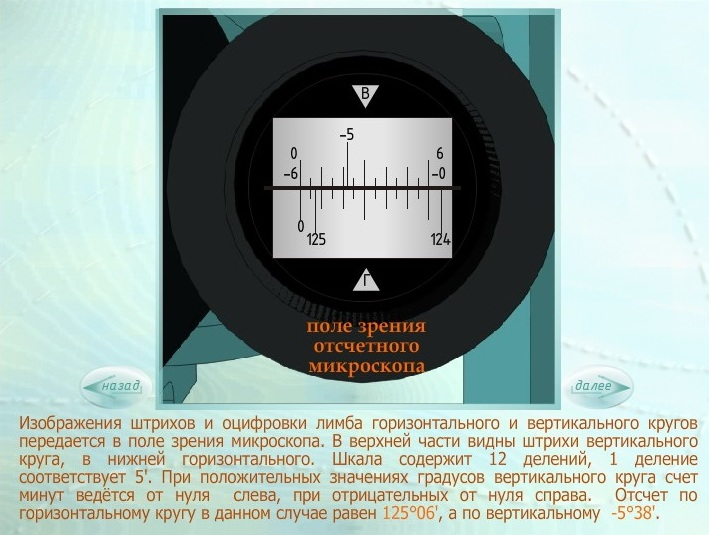 В
-5
0 6
-6 -0
0
125 124
Г
поле зрения
отсчетного
микроскопа
назад далее
Изображения штрихов и оцифровки лимба горизонтального и вертикального кругов
передается в поле зрения микроскопа. В верхней части видны штрихи вертикального
круга, в нижней горизонтального. Шкала содержит 12 делений, 1 деление
соответствует 5'. При положительных значениях градусов вертикального круга счет
минут ведётся от нуля слева, при отрицательных от нуля справа. Отсчет по
горизонтальному кругу в данном случае равен 125°06', а по вертикальному -5°38'.